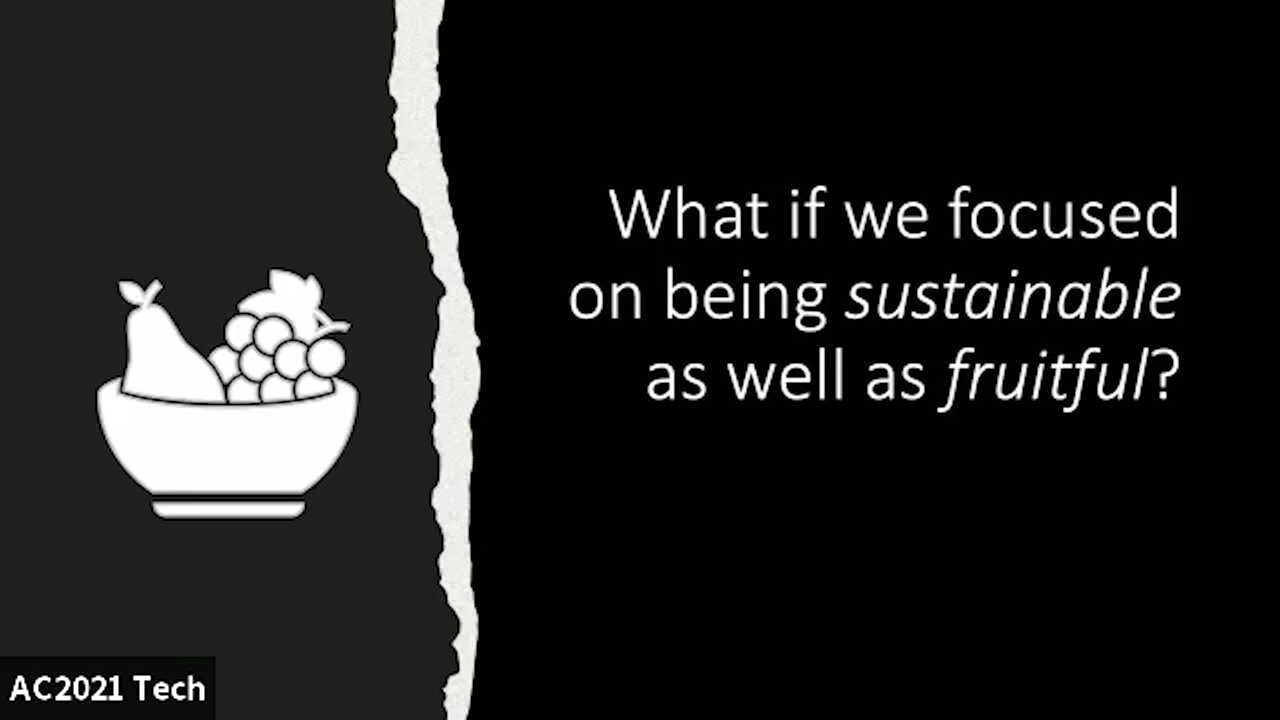 What if we focused
on being sustainable
as well as fruitful?
AC2021 Tech